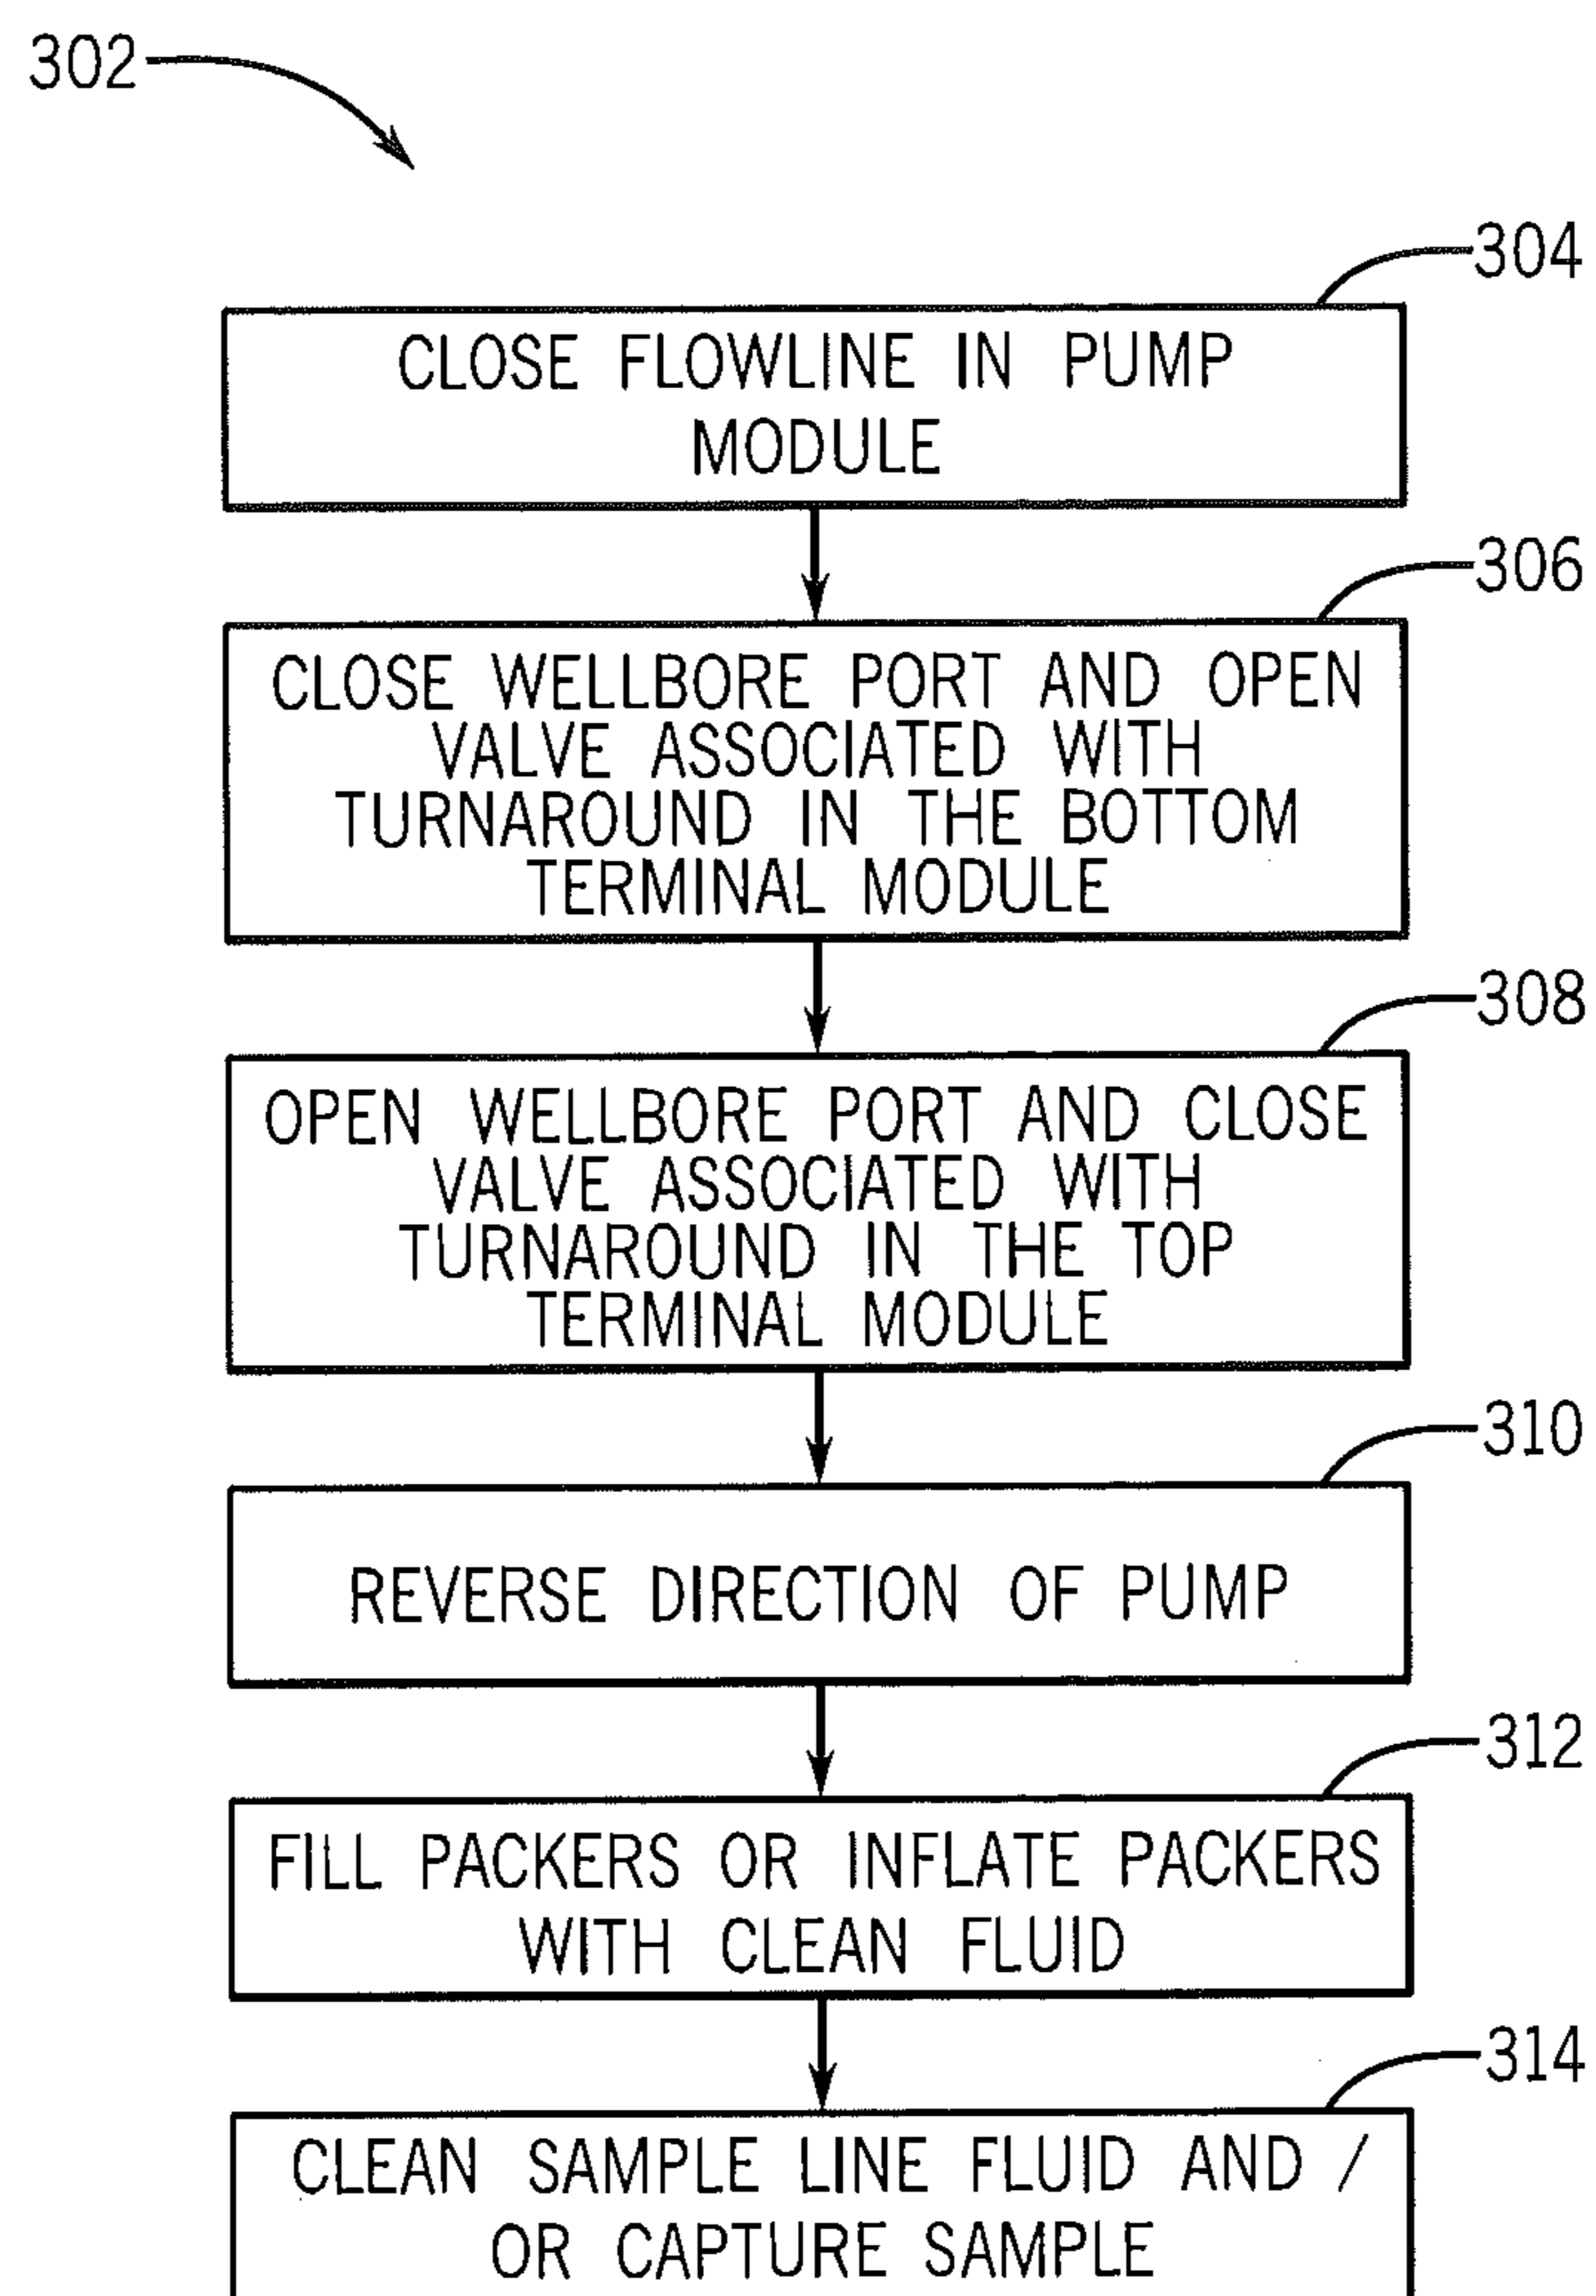 302
304
CLOSE FLOWLINE IN PUMP
MODULE
306
CLOSE WELLBORE PORT AND OPEN
VALVE ASSOCIATED WITH
TURNAROUND IN THE BOTTOM
TERMINAL MODULE
308
OPEN WELLBORE PORT AND CLOSE
VALVE ASSOCIATED WITH
TURNAROUND IN THE TOP
TERMINAL MODULE
310
REVERSE DIRECTION OF PUMP
312
FILL PACKERS OR INFLATE PACKERS
WITH CLEAN FLUID
314
CLEAN SAMPLE LINE FLUID AND /
OR CAPTURE SAMPLE